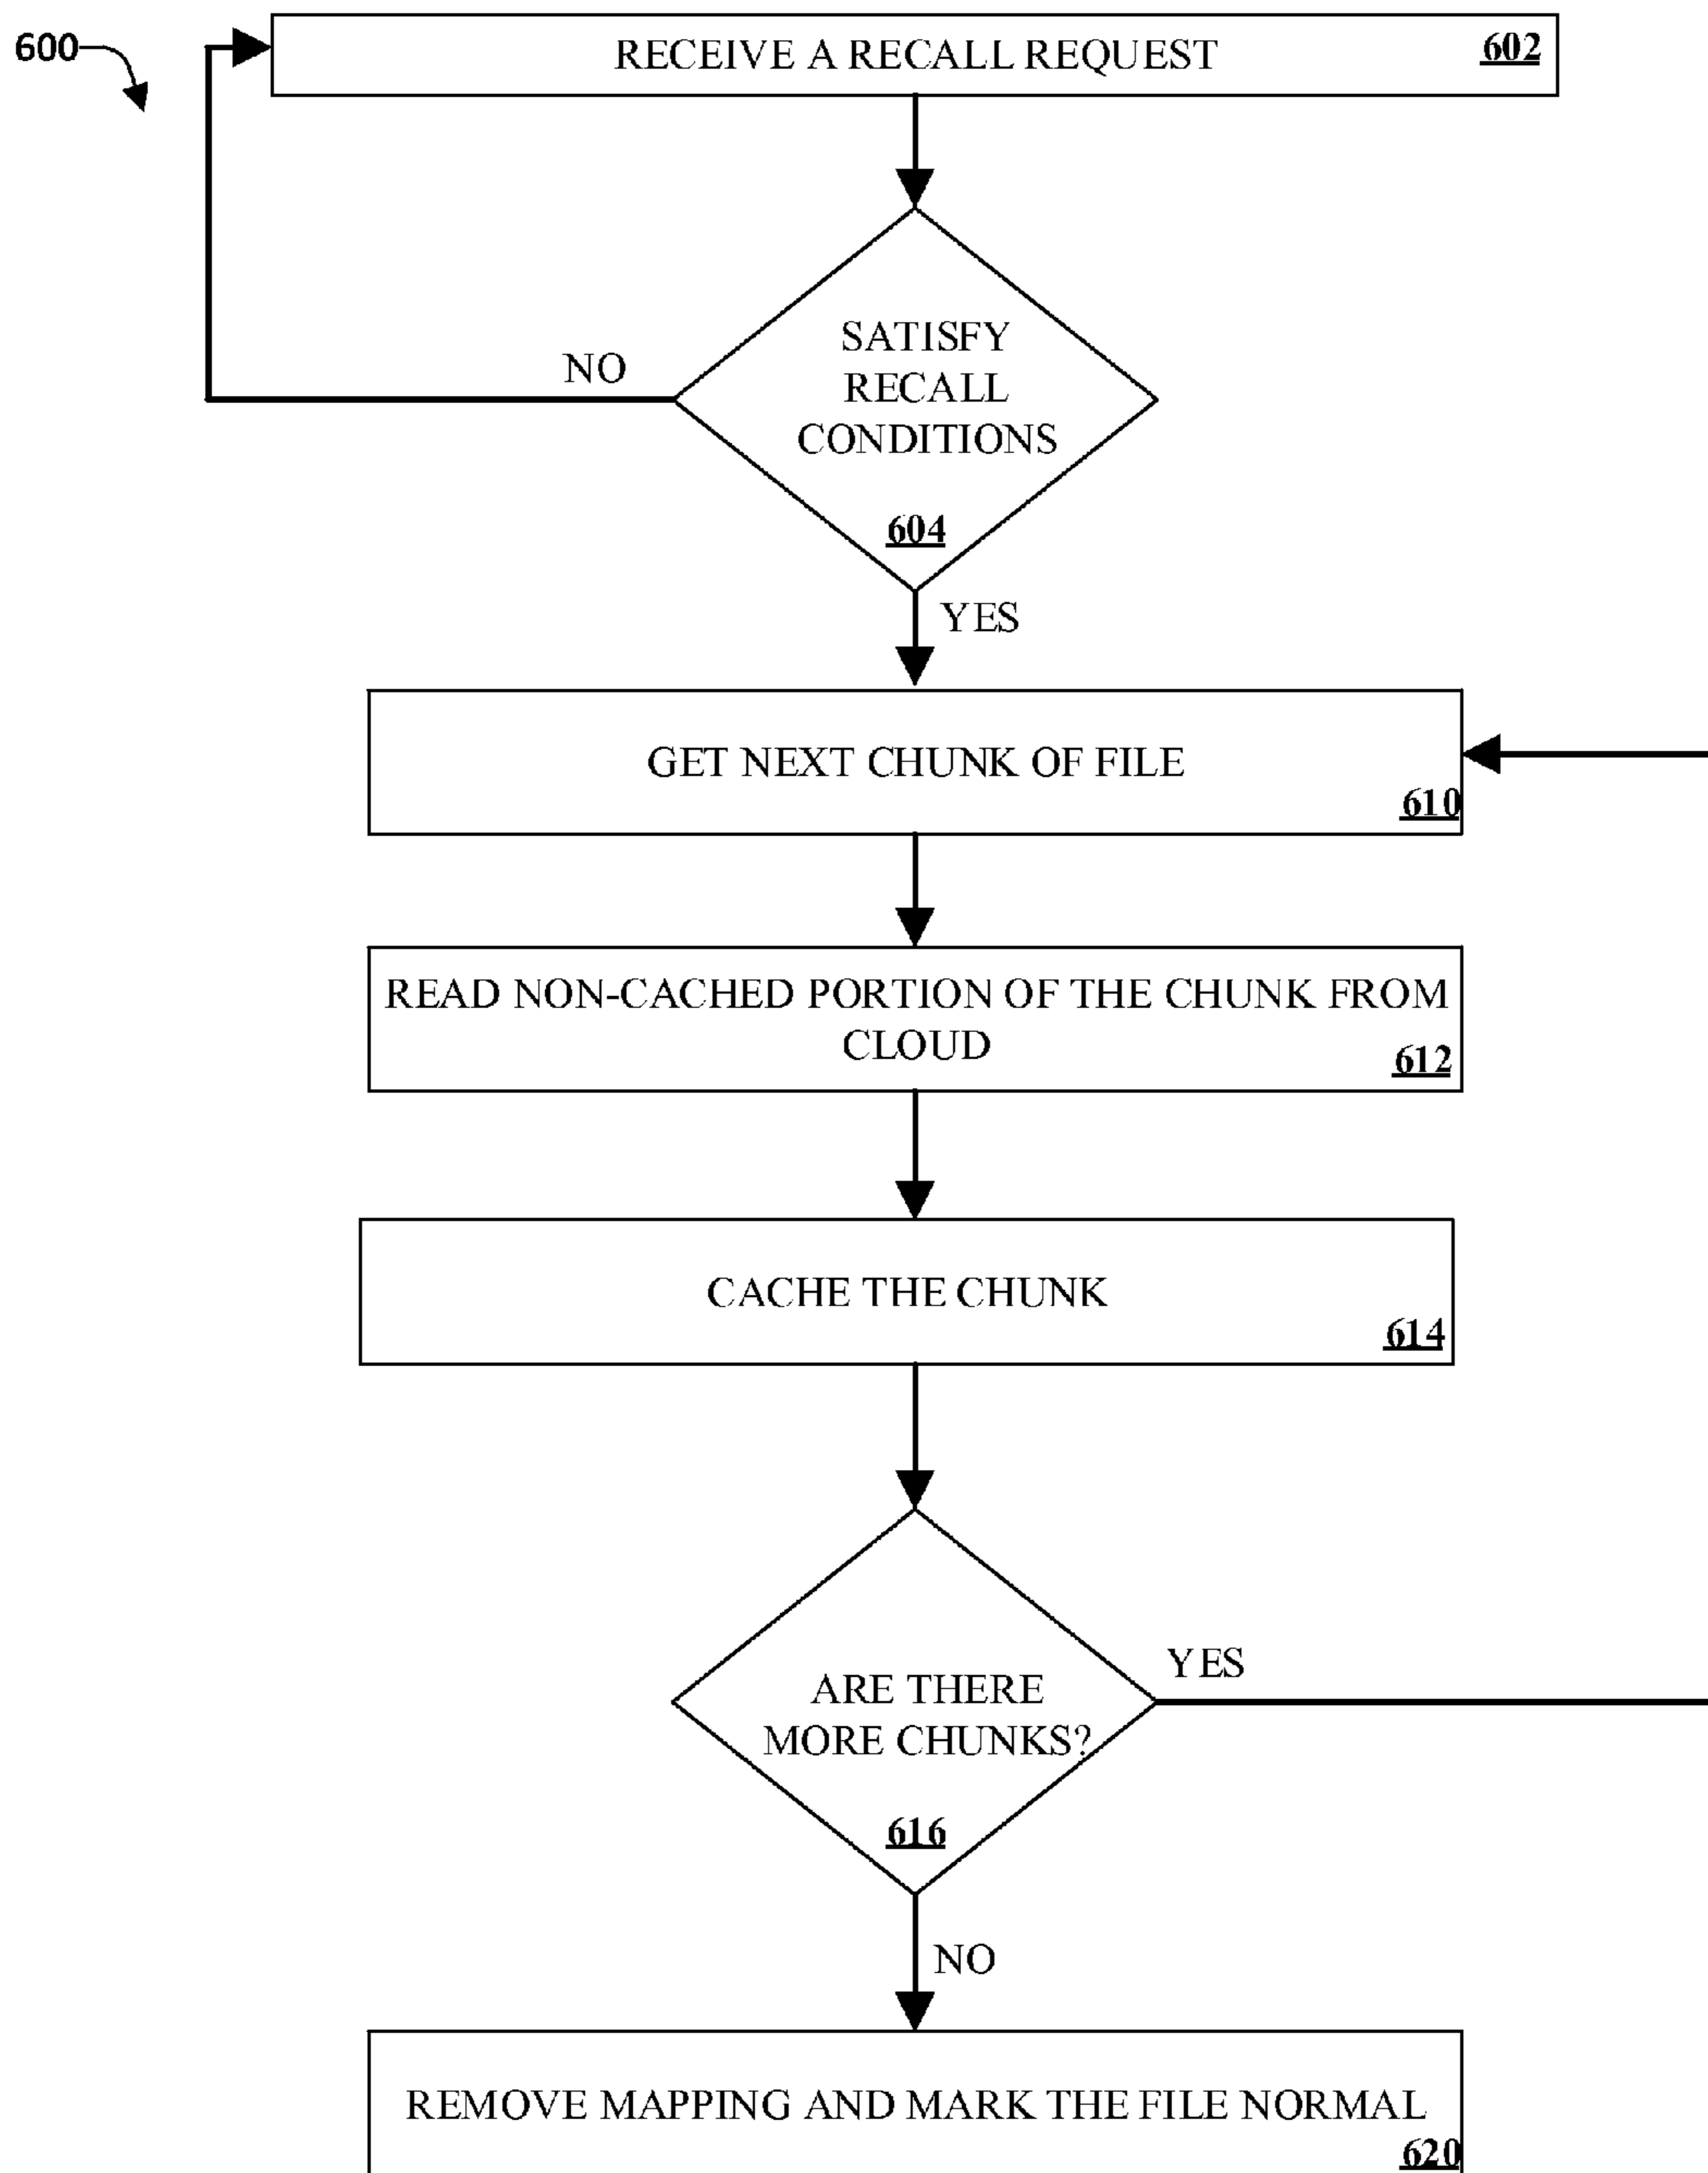 600
RECEIVE A RECALL REQUEST
602
SATISFY
RECALL
CONDITIONS
604
NO
YES
GET NEXT CHUNK OF FILE
610
READ NON-CACHED PORTION OF THE CHUNK FROM
CLOUD
612
CACHE THE CHUNK
614
ARE THERE
MORE CHUNKS?
616
YES
NO
REMOVE MAPPING AND MARK THE FILE NORMAL
620